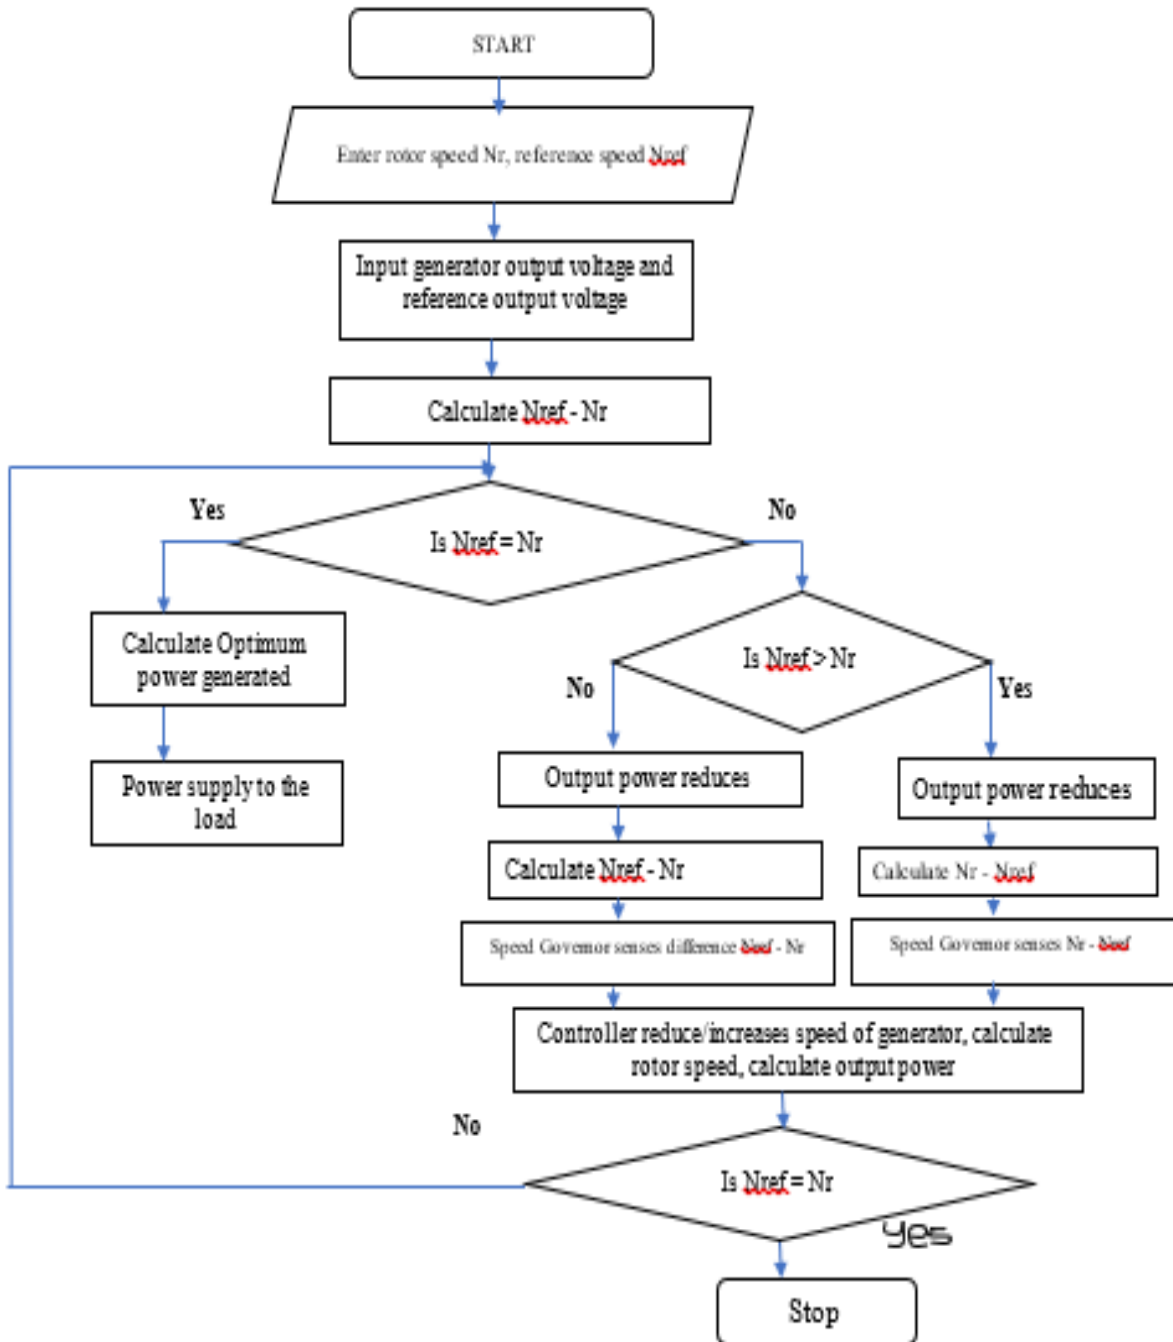 START
Enter rotor speed Nr, reference speed Nref
Input generator output voltage and
reference output voltage
Calculate Nref - Nr
Yes
No
Is Nref = Nr
Calculate Optimum
power generated
Is Nref > Nr
No
Yes
Power supply to the
load
Output power reduces
Output power reduces
Calculate Nref - Nr
Calculate Nr - Nref
Speed Governor senses difference Nref - Nr
Speed Governor senses Nr - Nref
Controller reduce/increases speed of generator, calculate
rotor speed, calculate output power
No
Is Nref = Nr
Yes
Stop